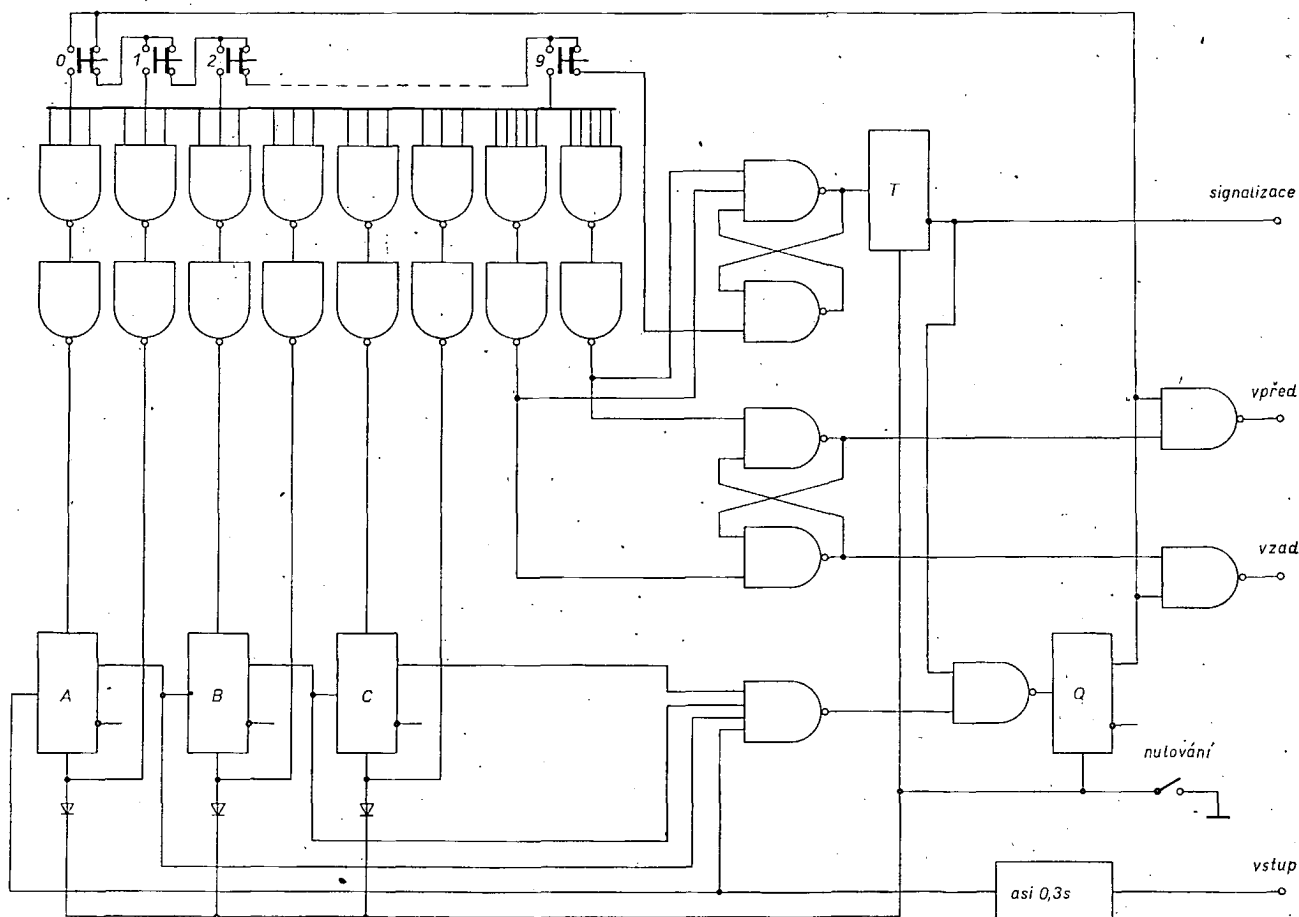 0
1
2
9
T
signalizace
vpřed
vzad
A
B
C
Q
nulování
vstup
asi 0,3s